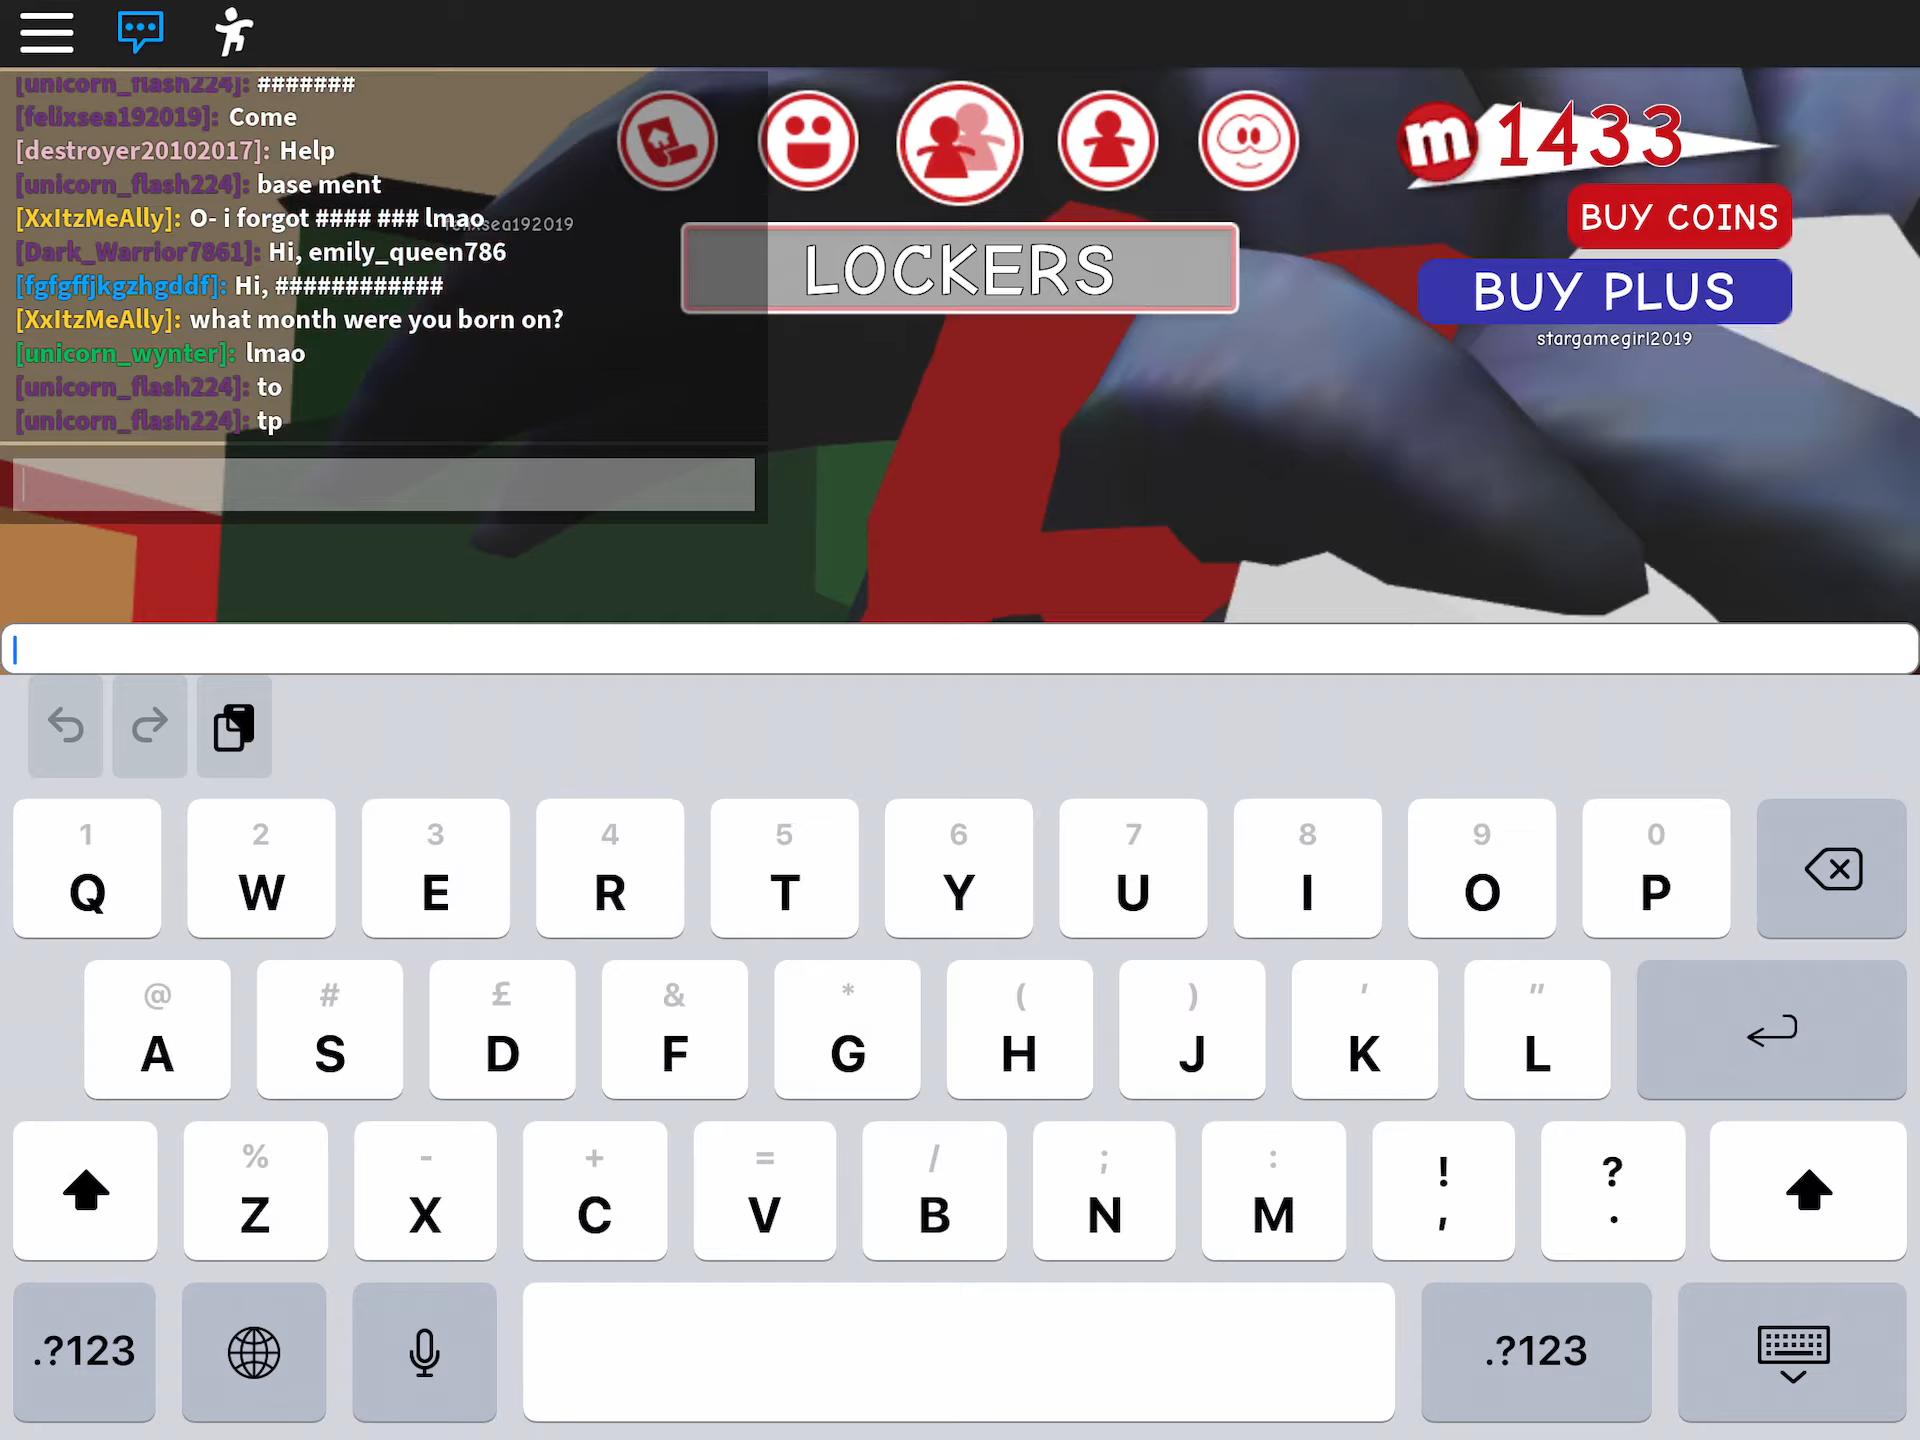 [unicorn_flash224]: #######
[felixsea192019]: Come
[destroyer20102017]: Help
[unicorn_flash224]: base ment
[XxItzMeAlly]: O- i forgot #### ### lmao
felixsea192019
[Dark_Warrior7861]: Hi, emily_queen786
[fgfgffjkgzhgddf]: Hi, ############
[XxItzMeAlly]: what month were you born on?
[unicorn_wynter]: lmao
[unicorn_flash224]: to
[unicorn_flash224]: tp
m 1433
BUY COINS
LOCKERS
BUY PLUS
stargamegirl2019
1 2 3 4 5 6 7 8 9 0
Q W E R T Y U I O P
@ # £ & * ( ) ' "
A S D F G H J K L
% - + = / ; : ! ?
Z X C V B N M , .
.?123 .?123